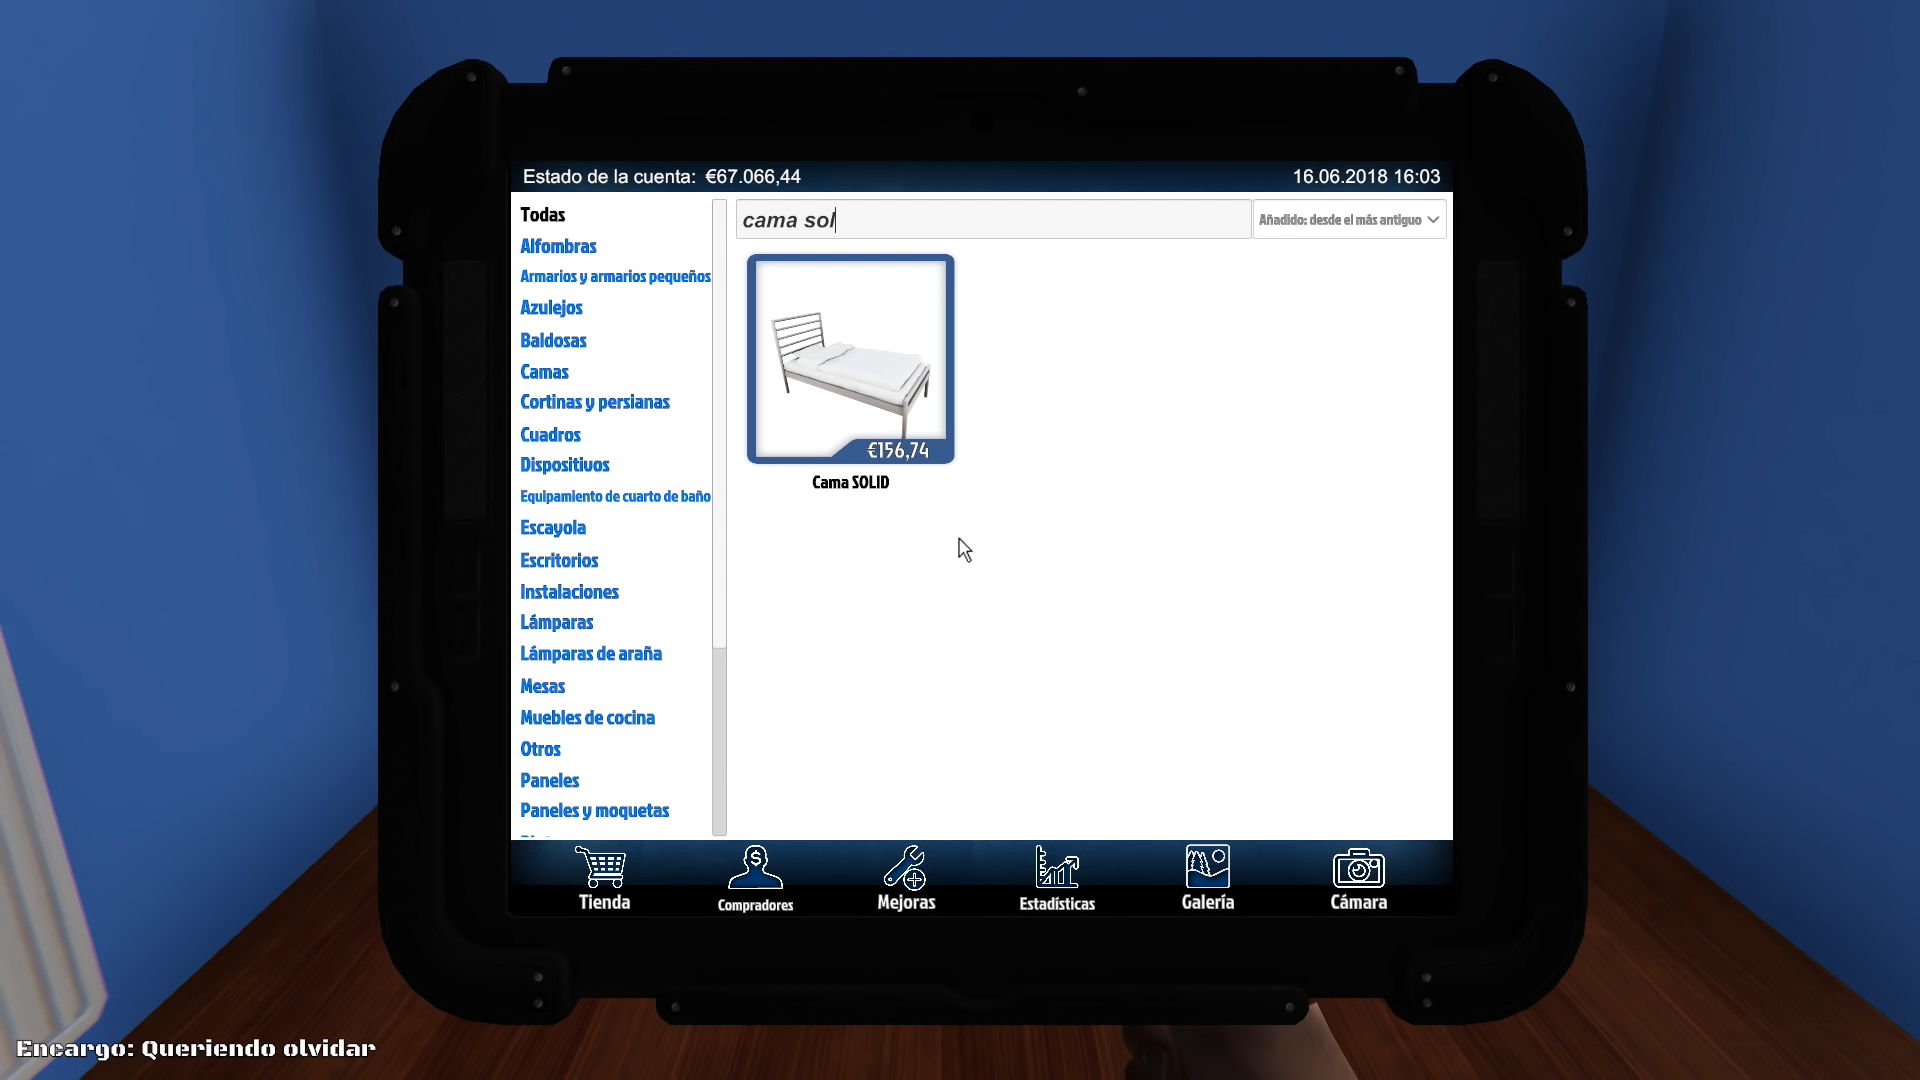 Estado de la cuenta: €67.066,44
16.06.2018 16:03
Todas
Alfombras
Armarios y armarios pequeños
Azulejos
Baldosas
Camas
Cortinas y persianas
Cuadros
Dispositivos
Equipamiento de cuarto de baño
Escayola
Escritorios
Instalaciones
Lámparas
Lámparas de araña
Mesas
Muebles de cocina
Otros
Paneles
Paneles y moquetas
cama sol
Añadido: desde el más antiguo
€156,74
Cama SOLID
Tienda
Compradores
Mejoras
Estadísticas
Galería
Cámara
Encargo: Queriendo olvidar